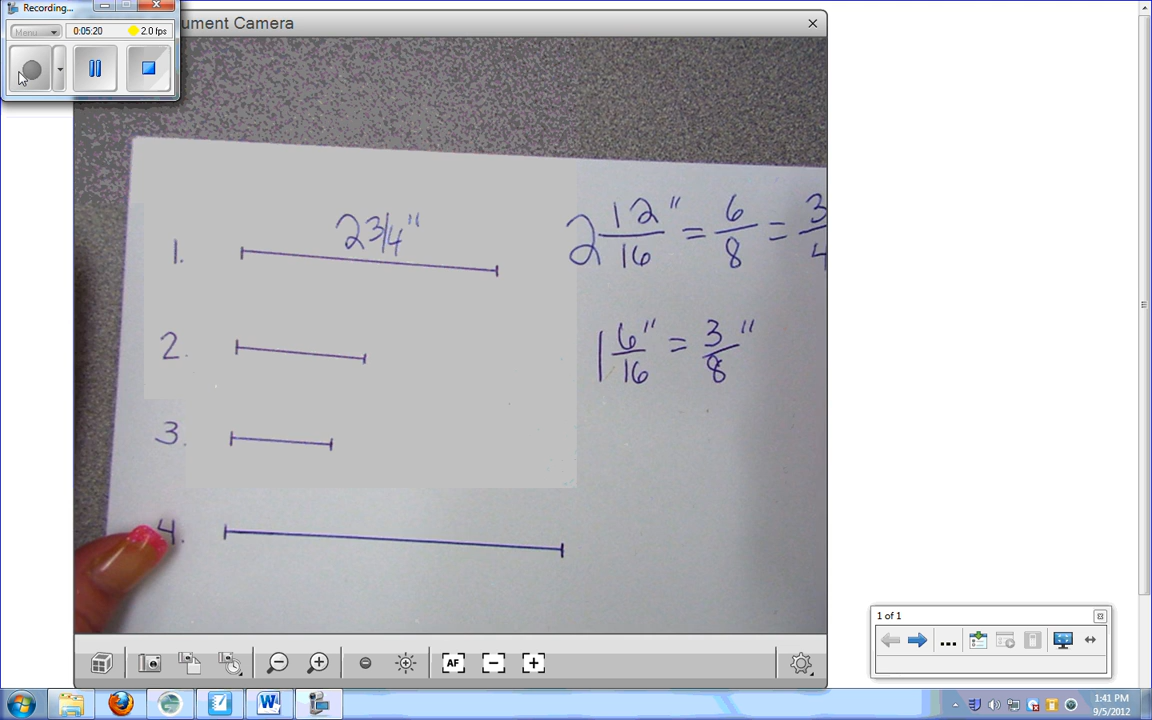 Recording...
Menu
0:05:20
2.0 fps
ument Camera
1. 2 3/4"
2 12/16" = 6/8 = 3/4
2.
1 6/16" = 3/8"
3.
4.
AF
1 of 1
...
1:41 PM
9/5/2012